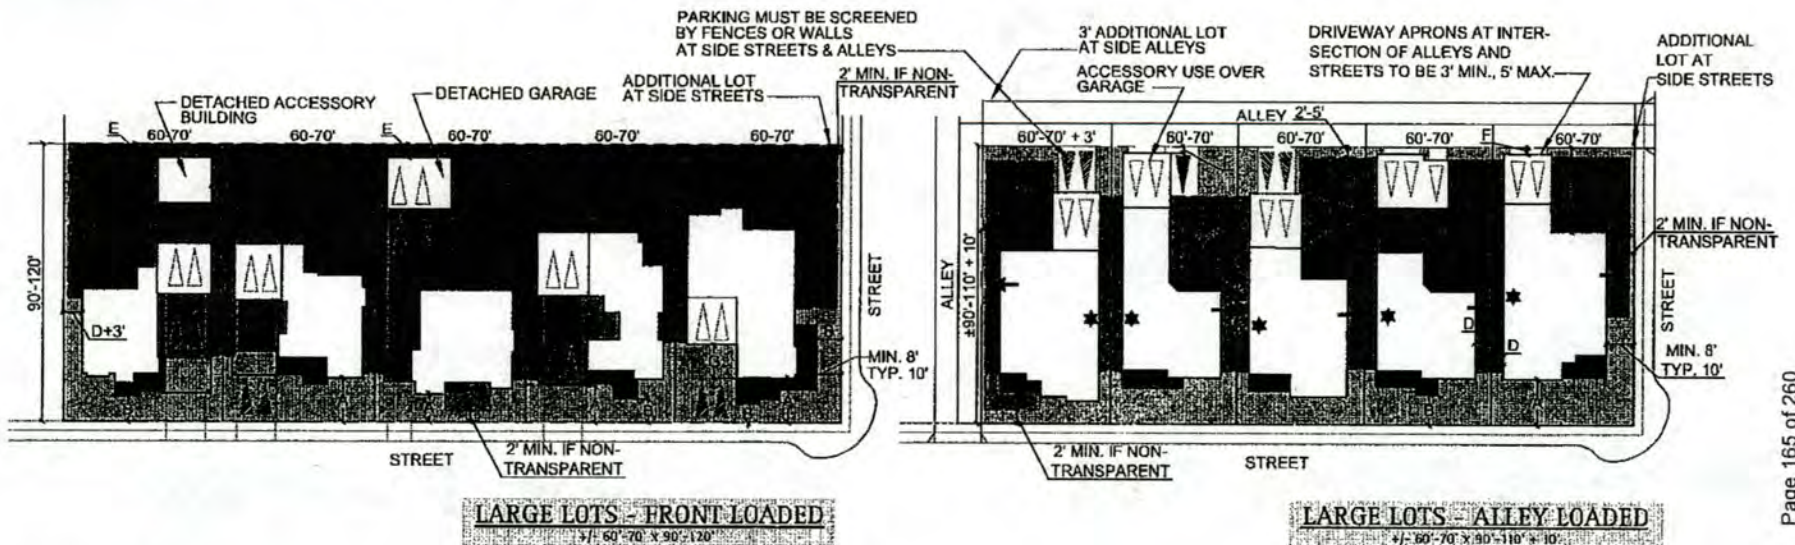 PARKING MUST BE SCREENED
BY FENCES OR WALLS
AT SIDE STREETS & ALLEYS
ADDITIONAL LOT
AT SIDE STREETS
2' MIN. IF NON-
TRANSPARENT
DETACHED ACCESSORY
BUILDING
DETACHED GARAGE
E
E
60-70'
60-70'
60-70'
60-70'
60-70'
90'-120'
D+3'
STREET
MIN. 8'
TYP. 10'
2' MIN. IF NON-
TRANSPARENT
STREET
LARGE LOTS - FRONT LOADED
+/- 60'-70' x 90'-120'
3' ADDITIONAL LOT
AT SIDE ALLEYS
ACCESSORY USE OVER
GARAGE
DRIVEWAY APRONS AT INTER-
SECTION OF ALLEYS AND
STREETS TO BE 3' MIN., 5' MAX.
ADDITIONAL
LOT AT
SIDE STREETS
ALLEY 2'-5'
60'-70' + 3'
60'-70'
60'-70'
60'-70'
F
60'-70'
ALLEY
±90'-110' + 10'
2' MIN. IF NON-
TRANSPARENT
STREET
D
D
MIN. 8'
TYP. 10'
2' MIN. IF NON-
TRANSPARENT
STREET
LARGE LOTS - ALLEY LOADED
+/- 60'-70' x 90'-110' + 10'
Page 165 of 260